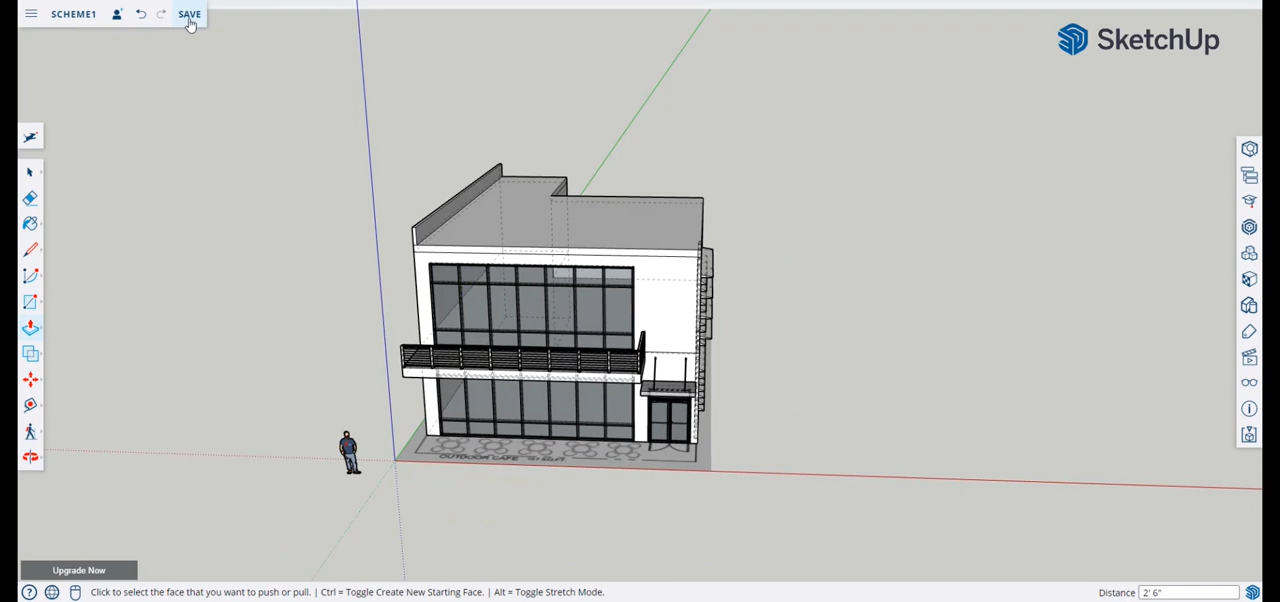 SCHEME1
SAVE
SketchUp
OUTDOOR CAFE
Upgrade Now
Click to select the face that you want to push or pull. | Ctrl = Toggle Create New Starting Face. | Alt = Toggle Stretch Mode.
Distance
2' 6"